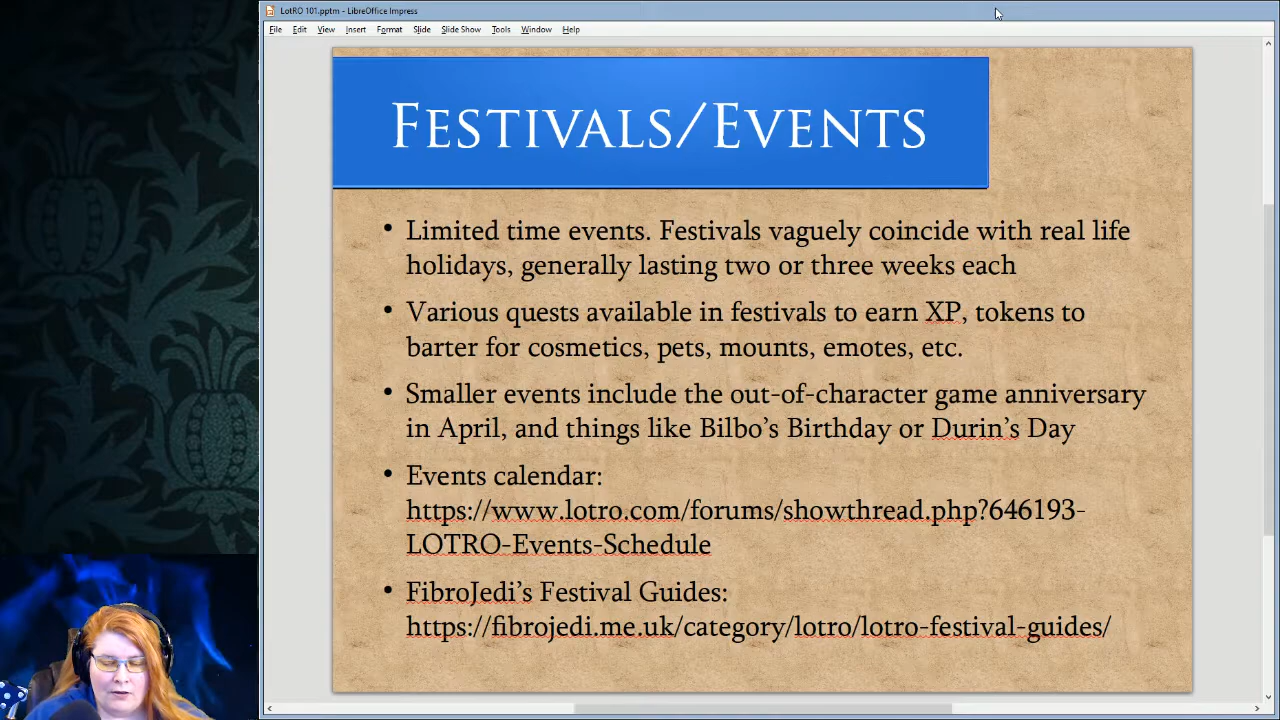 LotRO 101.pptm - LibreOffice Impress
File Edit View Insert Format Slide Slide Show Tools Window Help
FESTIVALS/EVENTS
• Limited time events. Festivals vaguely coincide with real life
holidays, generally lasting two or three weeks each
• Various quests available in festivals to earn XP, tokens to
barter for cosmetics, pets, mounts, emotes, etc.
• Smaller events include the out-of-character game anniversary
in April, and things like Bilbo's Birthday or Durin's Day
• Events calendar:
https://www.lotro.com/forums/showthread.php?646193-
LOTRO-Events-Schedule
• FibroJedi's Festival Guides:
https://fibrojedi.me.uk/category/lotro/lotro-festival-guides/